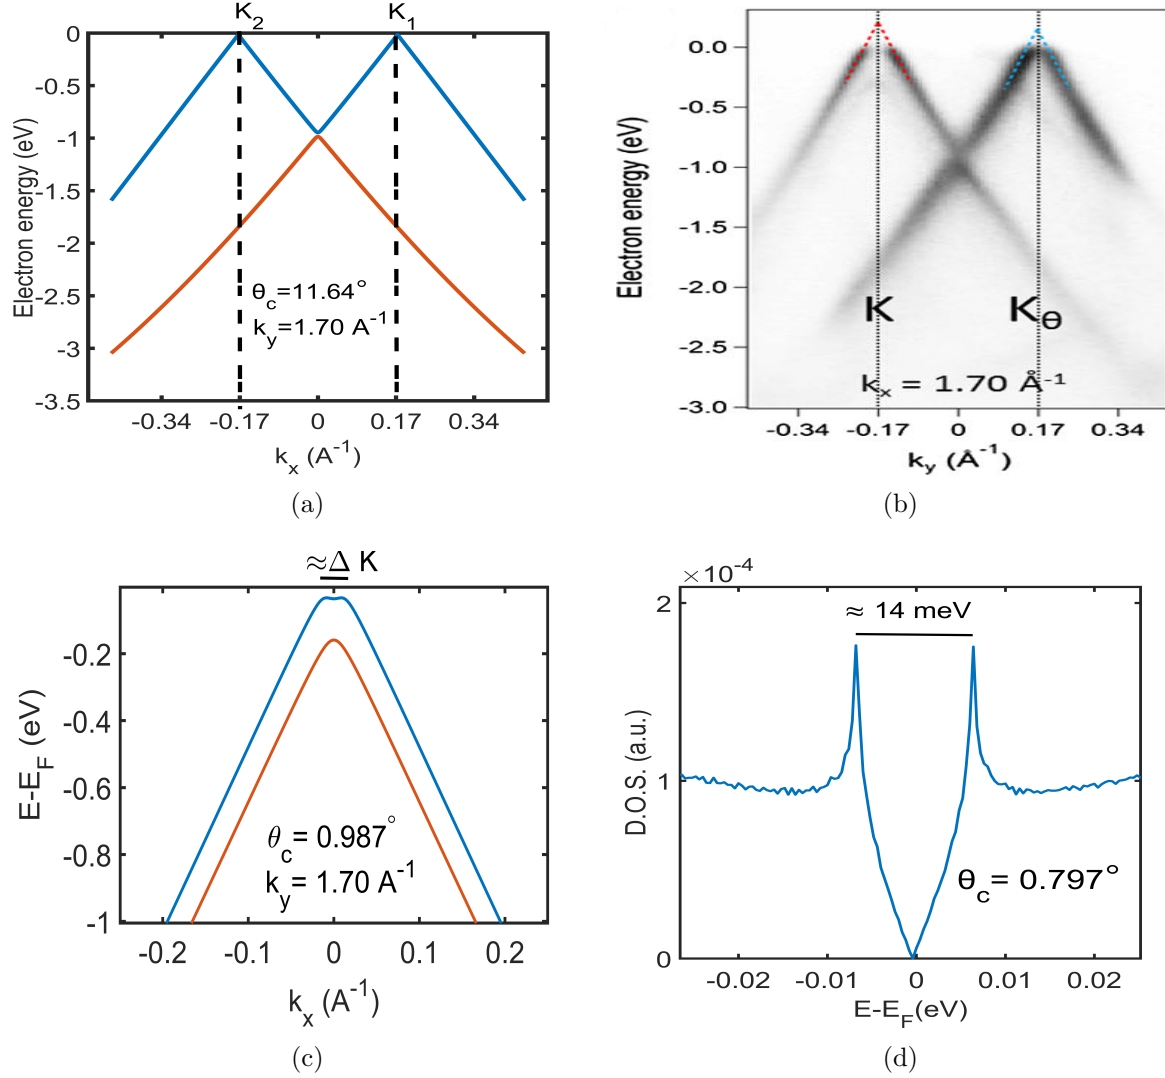 K₂ K₁
0
-0.5
-1
-1.5
-2
-2.5
-3
-3.5
Electron energy (eV)
θc=11.64°
ky=1.70 A⁻¹
-0.34 -0.17 0 0.17 0.34
kx (A⁻¹)
(a)
0.0
-0.5
-1.0
-1.5
-2.0
-2.5
-3.0
Electron energy (eV)
K Kθ
kx = 1.70 Å⁻¹
-0.34 -0.17 0 0.17 0.34
ky (Å⁻¹)
(b)
≈Δ K
-0.2
-0.4
-0.6
-0.8
-1
E-EF (eV)
θc= 0.987°
ky= 1.70 A⁻¹
-0.2 -0.1 0 0.1 0.2
kx (A⁻¹)
(c)
×10⁻⁴
2
1
0
D.O.S. (a.u.)
≈ 14 meV
θc= 0.797°
-0.02 -0.01 0 0.01 0.02
E-EF(eV)
(d)